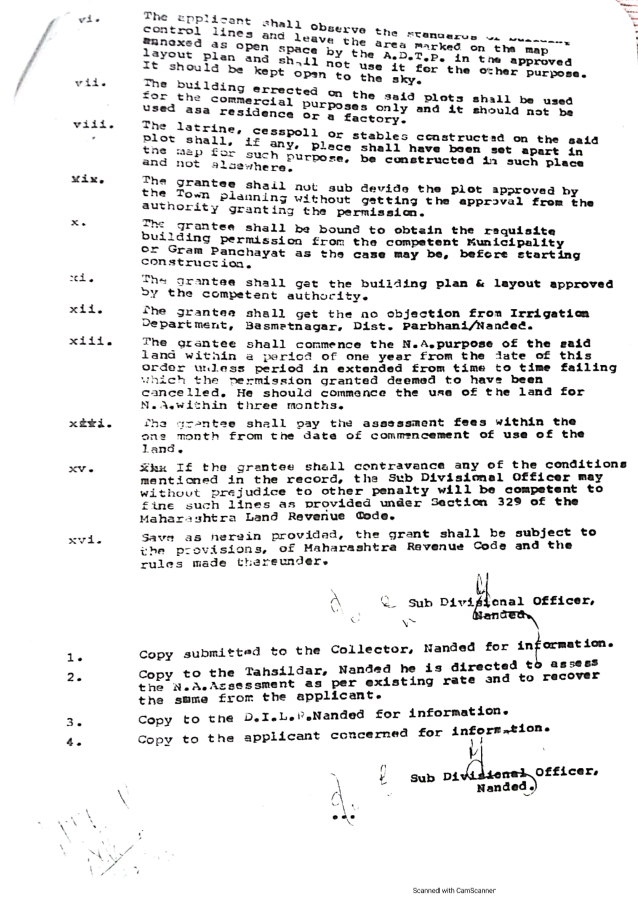 vi. The applicant shall observe the standards of
control lines and leave the area marked on the map
annoxed as open space by the A.D.T.P. in the approved
layout plan and shall not use it for the other purpose.
It should be kept open to the sky.
vii. The building errected on the said plots shall be used
for the commercial purposes only and it should not be
used asa residence or a factory.
viii. The latrine, cesspoll or stables constructed on the said
plot shall, if any, place shall have been set apart in
the map for such purpose, be constructed in such place
and not alsewhere.
ix. The grantee shall not sub devide the plot approved by
the Town planning without getting the approval from the
authority granting the permission.
x. The grantee shall be bound to obtain the requisite
building permission from the competent Municipality
or Gram Panchayat as the case may be, before starting
construction.
xi. The grantee shall get the building plan & layout approved
by the competent authority.
xii. The grantee shall get the no objection from Irrigation
Department, Basmatnagar, Dist. Parbhani/Nanded.
xiii. The grantee shall commence the N.A.purpose of the said
land within a period of one year from the date of this
order unless period in extended from time to time failing
which the permission granted deemed to have been
cancelled. He should commence the use of the land for
N.A.within three months.
The grantee shall pay the assessment fees within the
one month from the date of commencement of use of the
land.
xv. If the grantee shall contravance any of the conditions
mentioned in the record, the Sub Divisional Officer may
without prejudice to other penalty will be competent to
fine such lines as provided under Section 329 of the
Maharashtra Land Revenue Code.
xvi. Save as herein provided, the grant shall be subject to
the provisions, of Maharashtra Revenue Code and the
rules made thereunder.
Sub Divisional Officer,
Nanded.
1. Copy submitted to the Collector, Nanded for information.
2. Copy to the Tahsildar, Nanded he is directed to assess
the N.A.Assessment as per existing rate and to recover
the same from the applicant.
3. Copy to the D.I.L.R.Nanded for information.
4. Copy to the applicant concerned for information.
Sub Divisional Officer,
Nanded.
Scanned with CamScanner